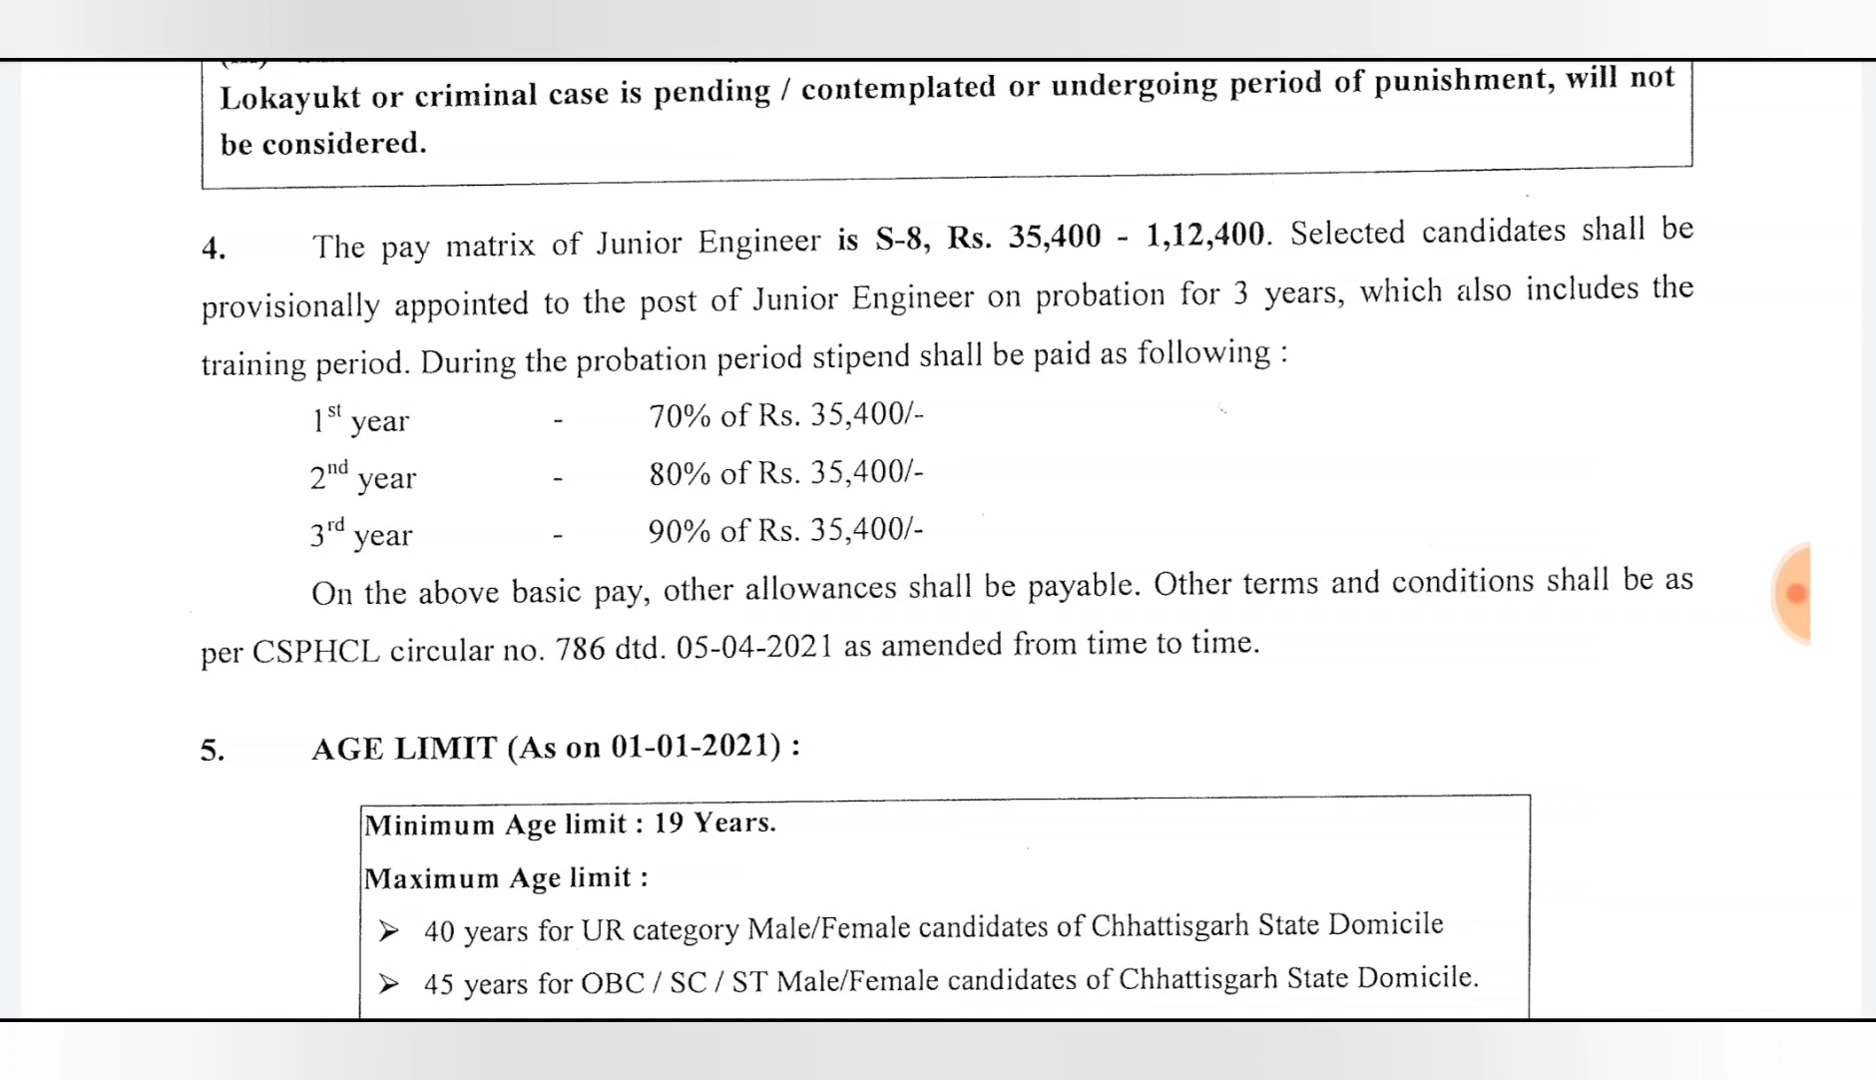 Lokayukt or criminal case is pending / contemplated or undergoing period of punishment, will not
be considered.
4. The pay matrix of Junior Engineer is S-8, Rs. 35,400 - 1,12,400. Selected candidates shall be
provisionally appointed to the post of Junior Engineer on probation for 3 years, which also includes the
training period. During the probation period stipend shall be paid as following :
1st year - 70% of Rs. 35,400/-
2nd year - 80% of Rs. 35,400/-
3rd year - 90% of Rs. 35,400/-
On the above basic pay, other allowances shall be payable. Other terms and conditions shall be as
per CSPHCL circular no. 786 dtd. 05-04-2021 as amended from time to time.
5. AGE LIMIT (As on 01-01-2021) :
Minimum Age limit : 19 Years.
Maximum Age limit :
➢ 40 years for UR category Male/Female candidates of Chhattisgarh State Domicile
➢ 45 years for OBC / SC / ST Male/Female candidates of Chhattisgarh State Domicile.